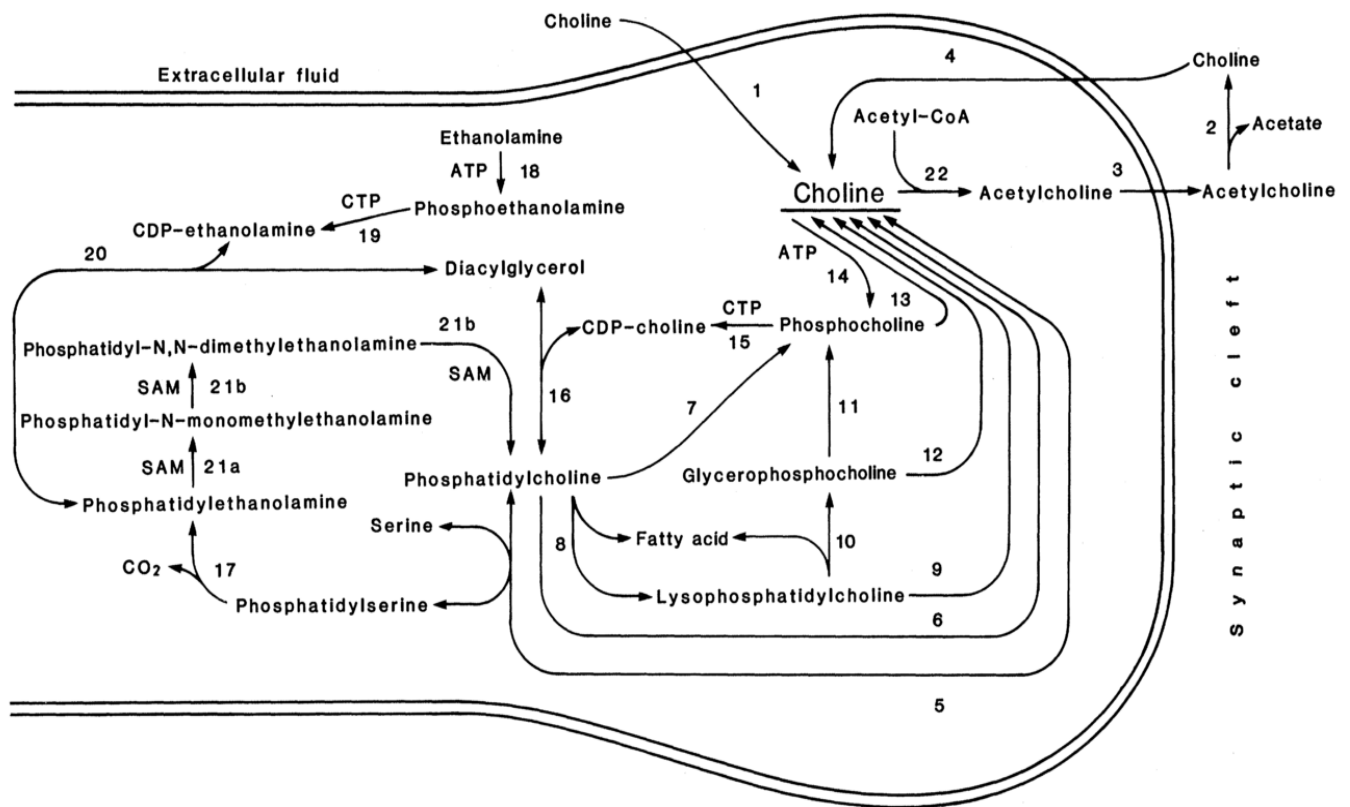 Choline
Extracellular fluid
4
Choline
1
Acetyl-CoA
2
Acetate
Ethanolamine
ATP
18
22
3
Choline
Acetylcholine
Acetylcholine
CTP
Phosphoethanolamine
CDP-ethanolamine
19
20
Diacylglycerol
ATP
14
13
21b
CDP-choline
CTP
15
Phosphocholine
Phosphatidyl-N,N-dimethylethanolamine
SAM
SAM
21b
16
7
11
Phosphatidyl-N-monomethylethanolamine
SAM
21a
Phosphatidylcholine
Glycerophosphocholine
12
Phosphatidylethanolamine
Serine
8
Fatty acid
10
CO2
17
9
Phosphatidylserine
Lysophosphatidylcholine
6
5
Synaptic cleft